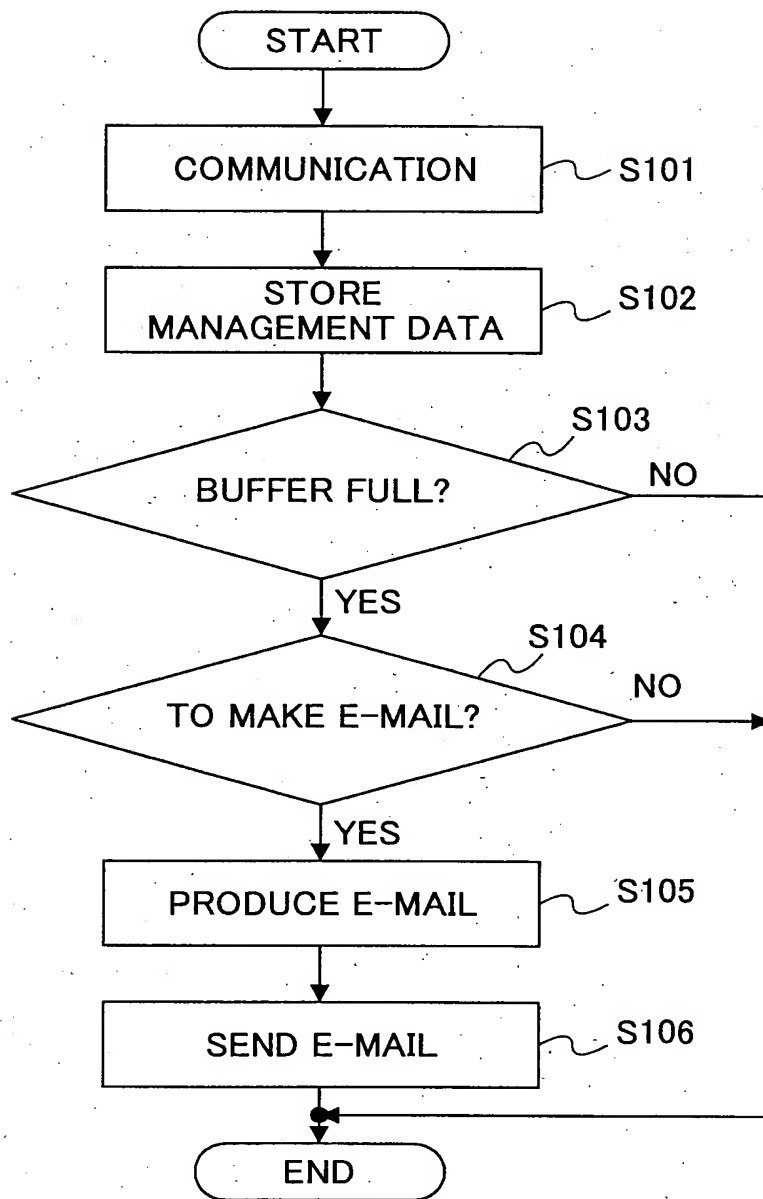 START
COMMUNICATION
S101
STORE
MANAGEMENT DATA
S102
S103
BUFFER FULL?
NO
YES
S104
TO MAKE E-MAIL?
NO
YES
PRODUCE E-MAIL
S105
SEND E-MAIL
S106
END